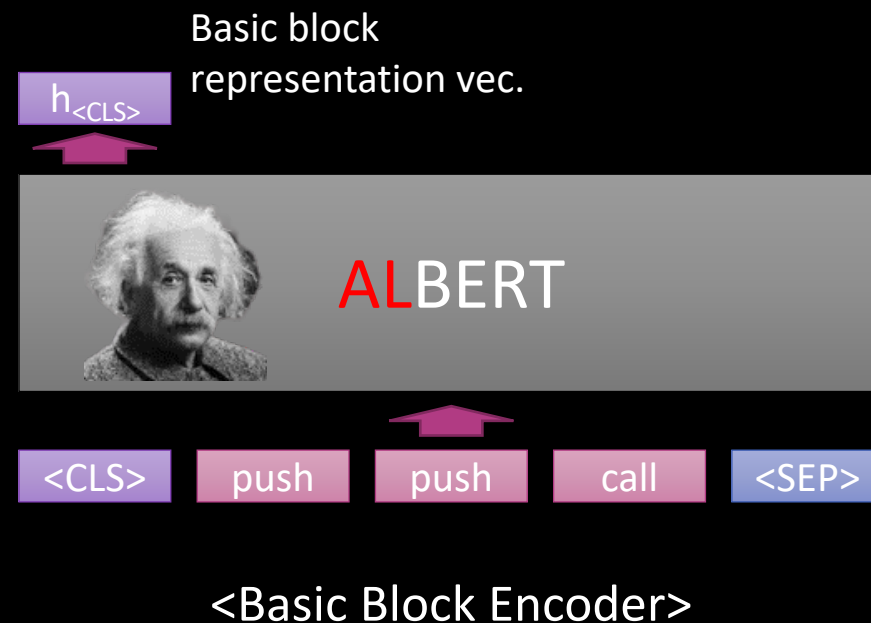 Basic block
representation vec.
h<CLS>
ALBERT
<CLS> push push call <SEP>
<Basic Block Encoder>